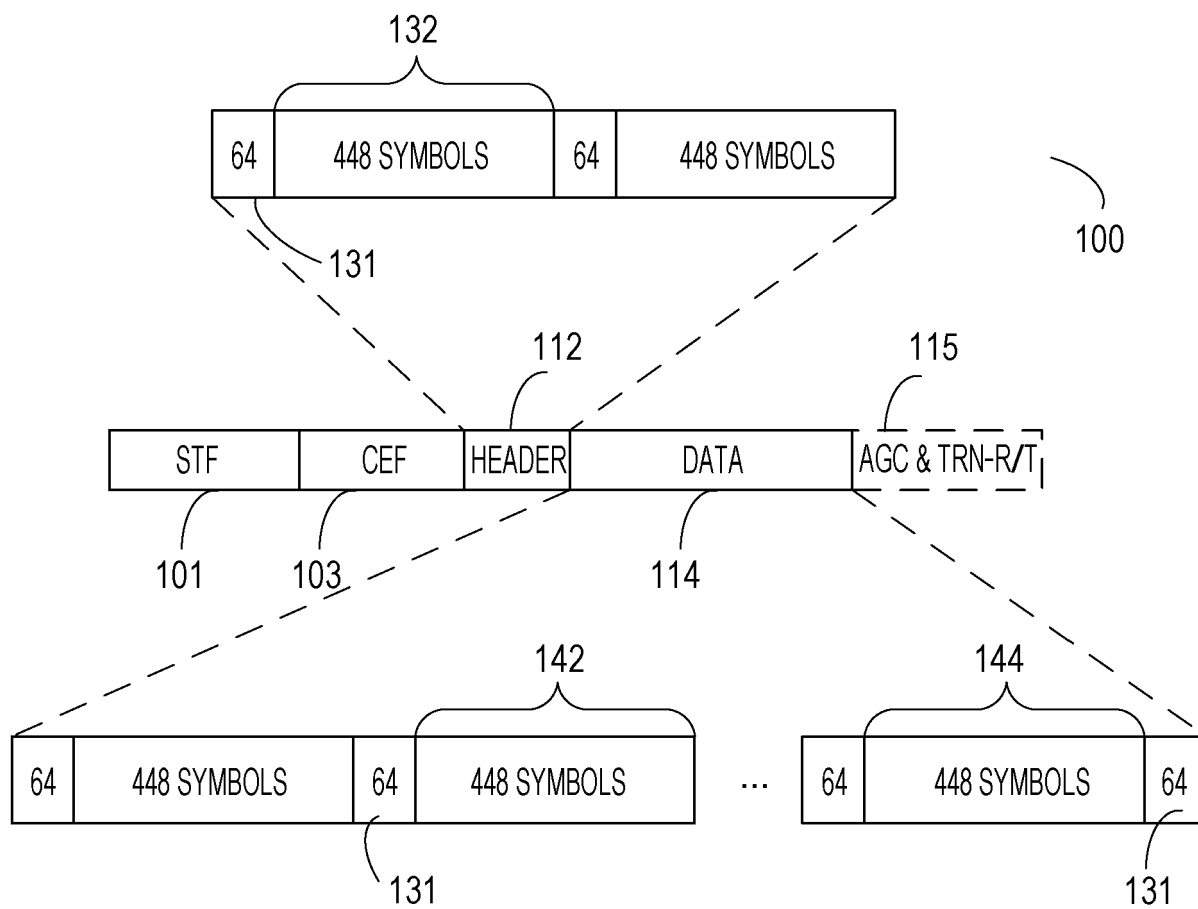 132
64 448 SYMBOLS 64 448 SYMBOLS
131
100
112 115
STF CEF HEADER DATA AGC & TRN-R/T
101 103 114
142 144
64 448 SYMBOLS 64 448 SYMBOLS ... 64 448 SYMBOLS 64
131 131